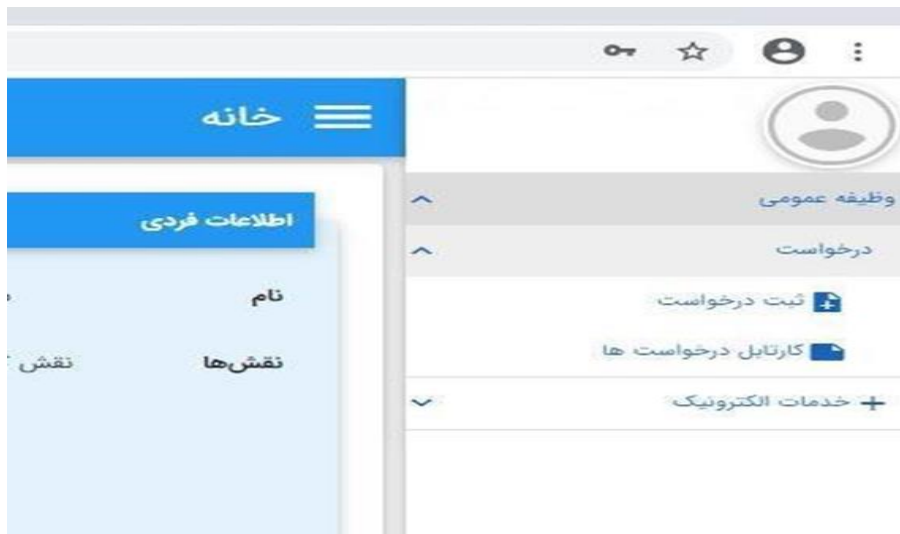 خانه
وظیفه عمومی
درخواست
ثبت درخواست
کارتابل درخواست ها
خدمات الکترونیک
اطلاعات فردی
نام
نقش‌ها نقش